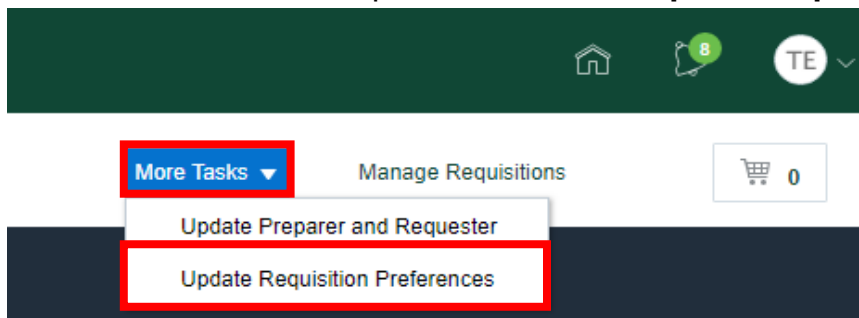 8
TE
More Tasks
Manage Requisitions
0
Update Preparer and Requester
Update Requisition Preferences